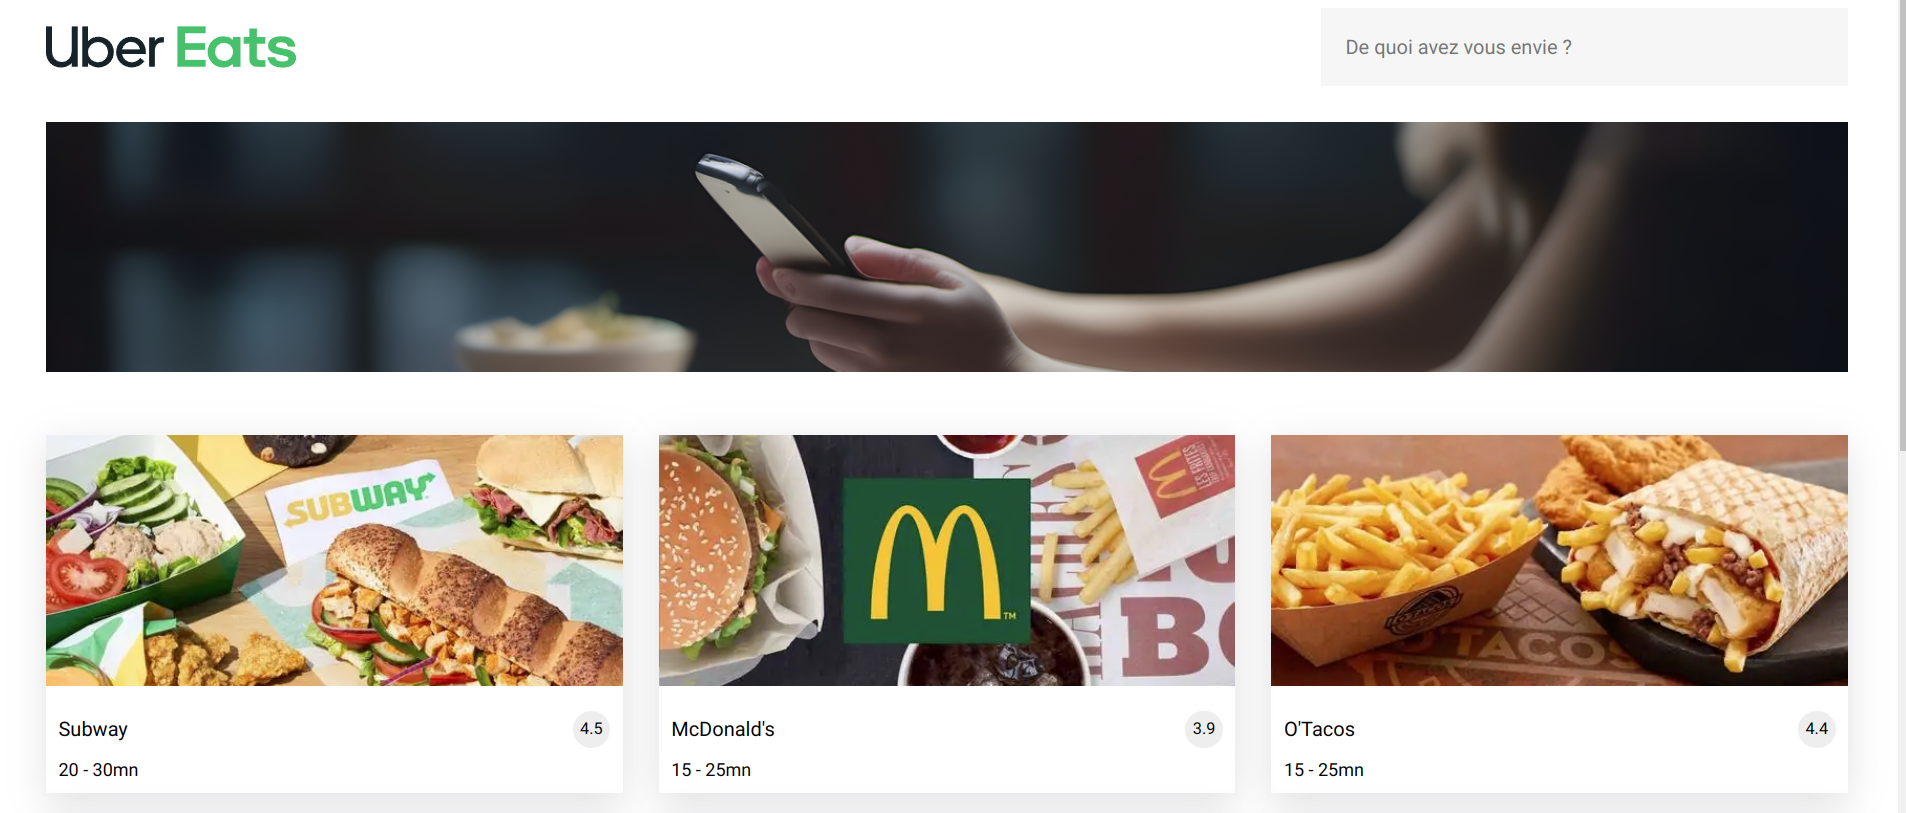 Uber Eats
De quoi avez vous envie ?
SUBWAY
LES FRITES
M
TM
BO
O'TACOS
Subway
4.5
20 - 30mn
McDonald's
3.9
15 - 25mn
O'Tacos
4.4
15 - 25mn